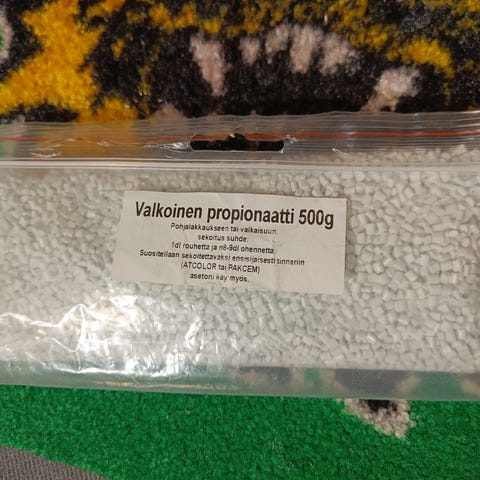 Valkoinen propionaatti 500g
Pohjalakkaukseen tai valkaisuun.
sekoitus suhde:
1dl rouhetta ja n8-9dl ohennetta
Suositellaan sekoitettavaksi ensisijaisesti tinneriin
(ATCOLOR tai PAKCEM)
asetoni käy myös.